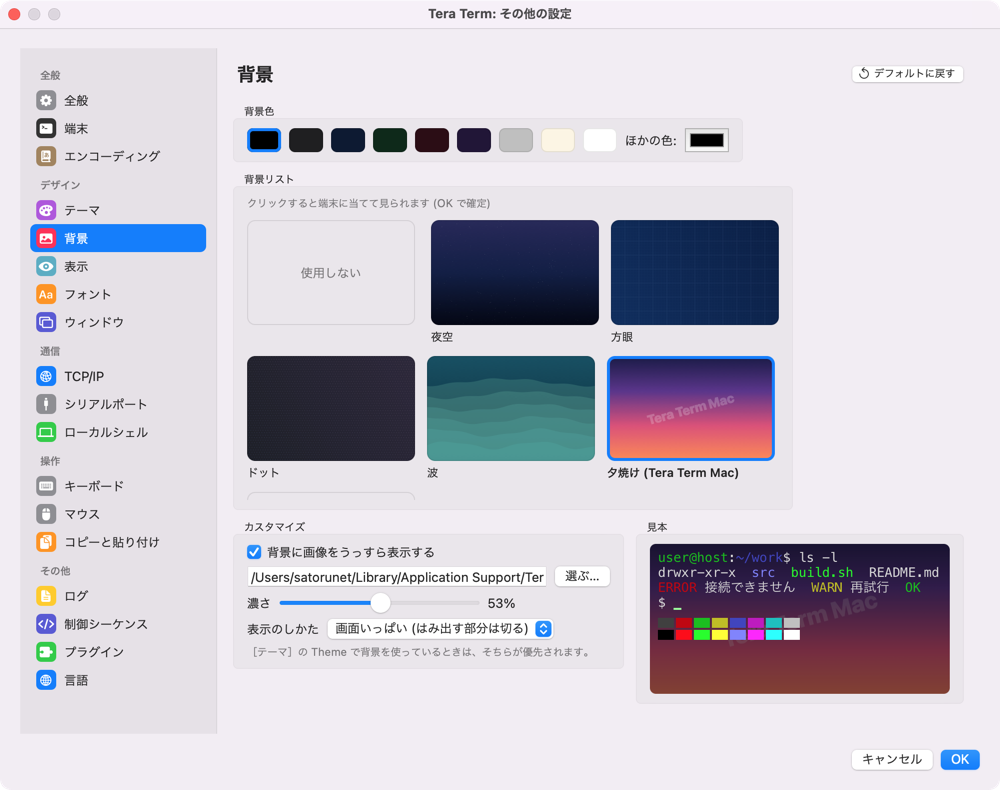 Tera Term: その他の設定
全般
全般
端末
エンコーディング
デザイン
テーマ
背景
表示
フォント
ウィンドウ
通信
TCP/IP
シリアルポート
ローカルシェル
操作
キーボード
マウス
コピーと貼り付け
その他
ログ
制御シーケンス
プラグイン
言語
背景
デフォルトに戻す
背景色
ほかの色:
背景リスト
クリックすると端末に当てて見られます (OK で確定)
使用しない
夜空
方眼
Tera Term Mac
ドット
波
夕焼け (Tera Term Mac)
カスタマイズ
背景に画像をうっすら表示する
/Users/satorunet/Library/Application Support/Ter
選ぶ...
濃さ
53%
表示のしかた
画面いっぱい (はみ出す部分は切る)
［テーマ］の Theme で背景を使っているときは、そちらが優先されます。
見本
user@host:~/work$ ls -l
drwxr-xr-x src build.sh README.md
ERROR 接続できません WARN 再試行 OK
$ _
Tera Term Mac
キャンセル
OK
Aa